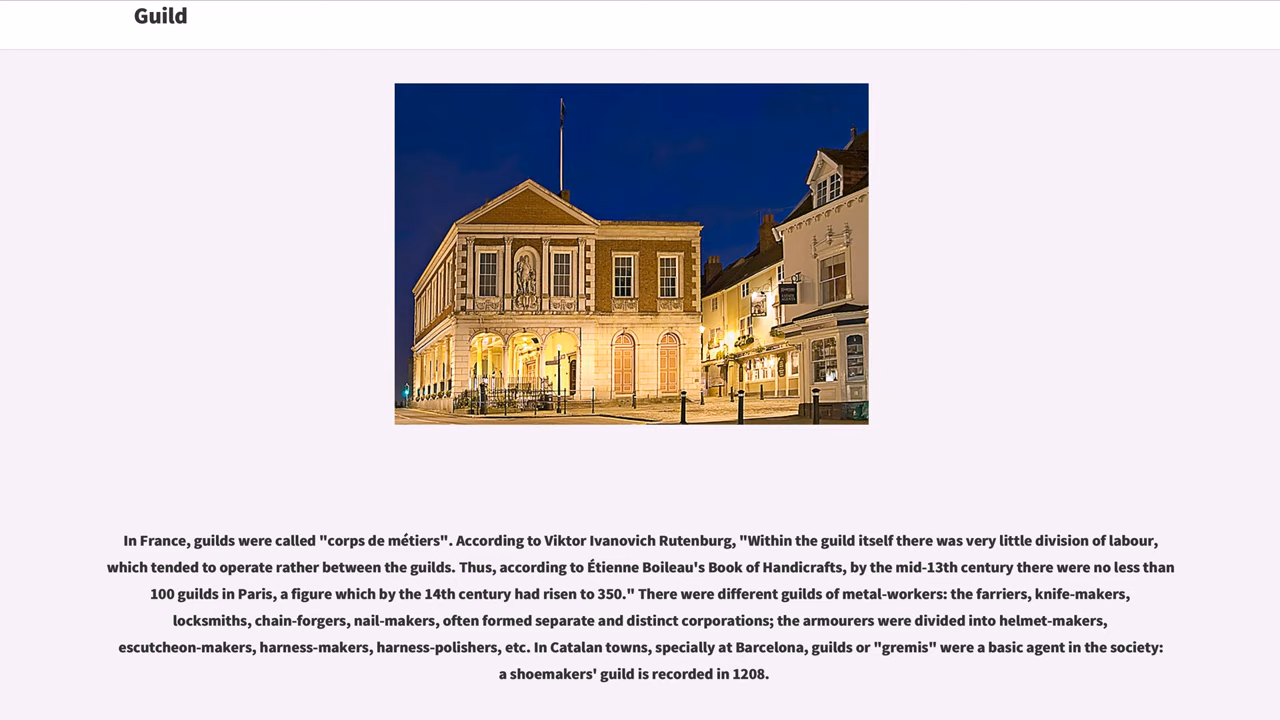 Guild
In France, guilds were called "corps de métiers". According to Viktor Ivanovich Rutenburg, "Within the guild itself there was very little division of labour,
which tended to operate rather between the guilds. Thus, according to Étienne Boileau's Book of Handicrafts, by the mid-13th century there were no less than
100 guilds in Paris, a figure which by the 14th century had risen to 350." There were different guilds of metal-workers: the farriers, knife-makers,
locksmiths, chain-forgers, nail-makers, often formed separate and distinct corporations; the armourers were divided into helmet-makers,
escutcheon-makers, harness-makers, harness-polishers, etc. In Catalan towns, specially at Barcelona, guilds or "gremis" were a basic agent in the society:
a shoemakers' guild is recorded in 1208.